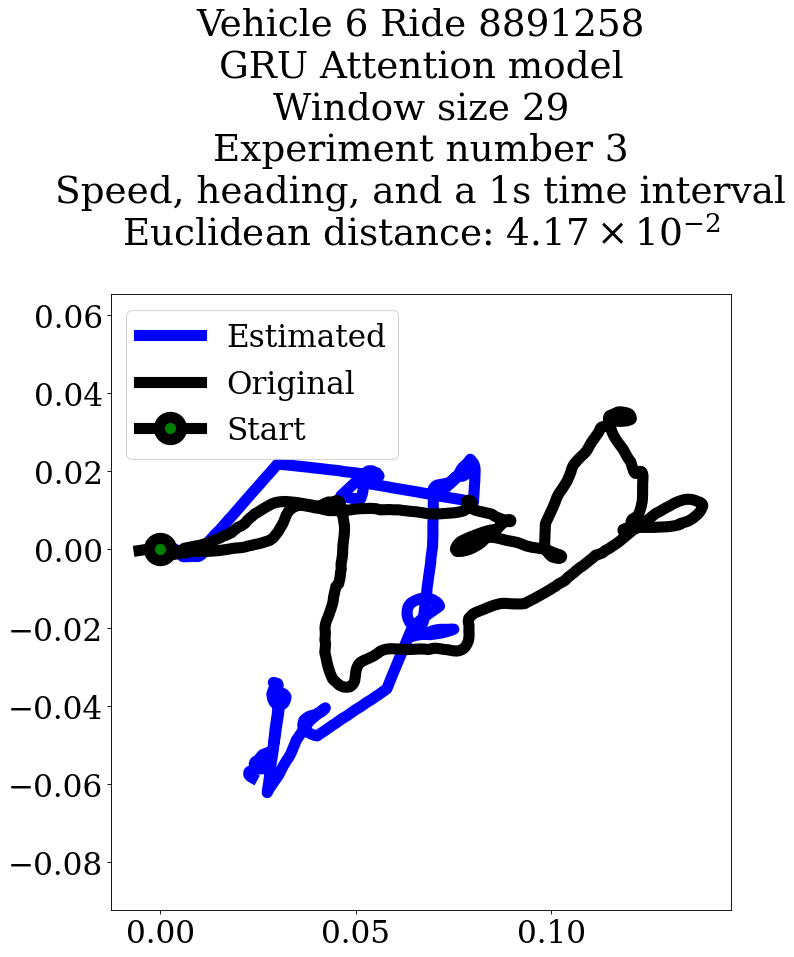 Vehicle 6 Ride 8891258
GRU Attention model
Window size 29
Experiment number 3
Speed, heading, and a 1s time interval
Euclidean distance: 4.17 × 10⁻²
Estimated
Original
Start
0.06
0.04
0.02
0.00
−0.02
−0.04
−0.06
−0.08
0.00 0.05 0.10